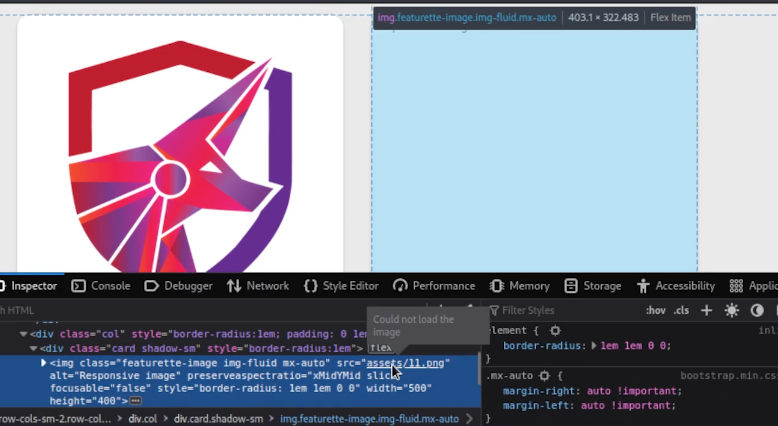 img.featurette-image.img-fluid.mx-auto 403.1 × 322.483 Flex Item
Inspector Console Debugger Network Style Editor Performance Memory Storage Accessibility
HTML
Filter Styles :hov .cls +
Could not load the
image
<div class="col" style="border-radius:1em; padding: 0
<div class="card shadow-sm" style="border-radius:1em">
flex
<img class="featurette-image img-fluid mx-auto" src="assets/11.png"
alt="Responsive image" preserveaspectratio="xMidYMid slick"
focusable="false" style="border-radius: 1em 1em 0 0" width="500"
height="400">
element {
border-radius: 1em 1em 0 0;
}
.mx-auto { bootstrap.min.css
margin-right: auto !important;
margin-left: auto !important;
}
row-cols-sm-2.row-col... div.col div.card.shadow-sm img.featurette-image.img-fluid.mx-auto